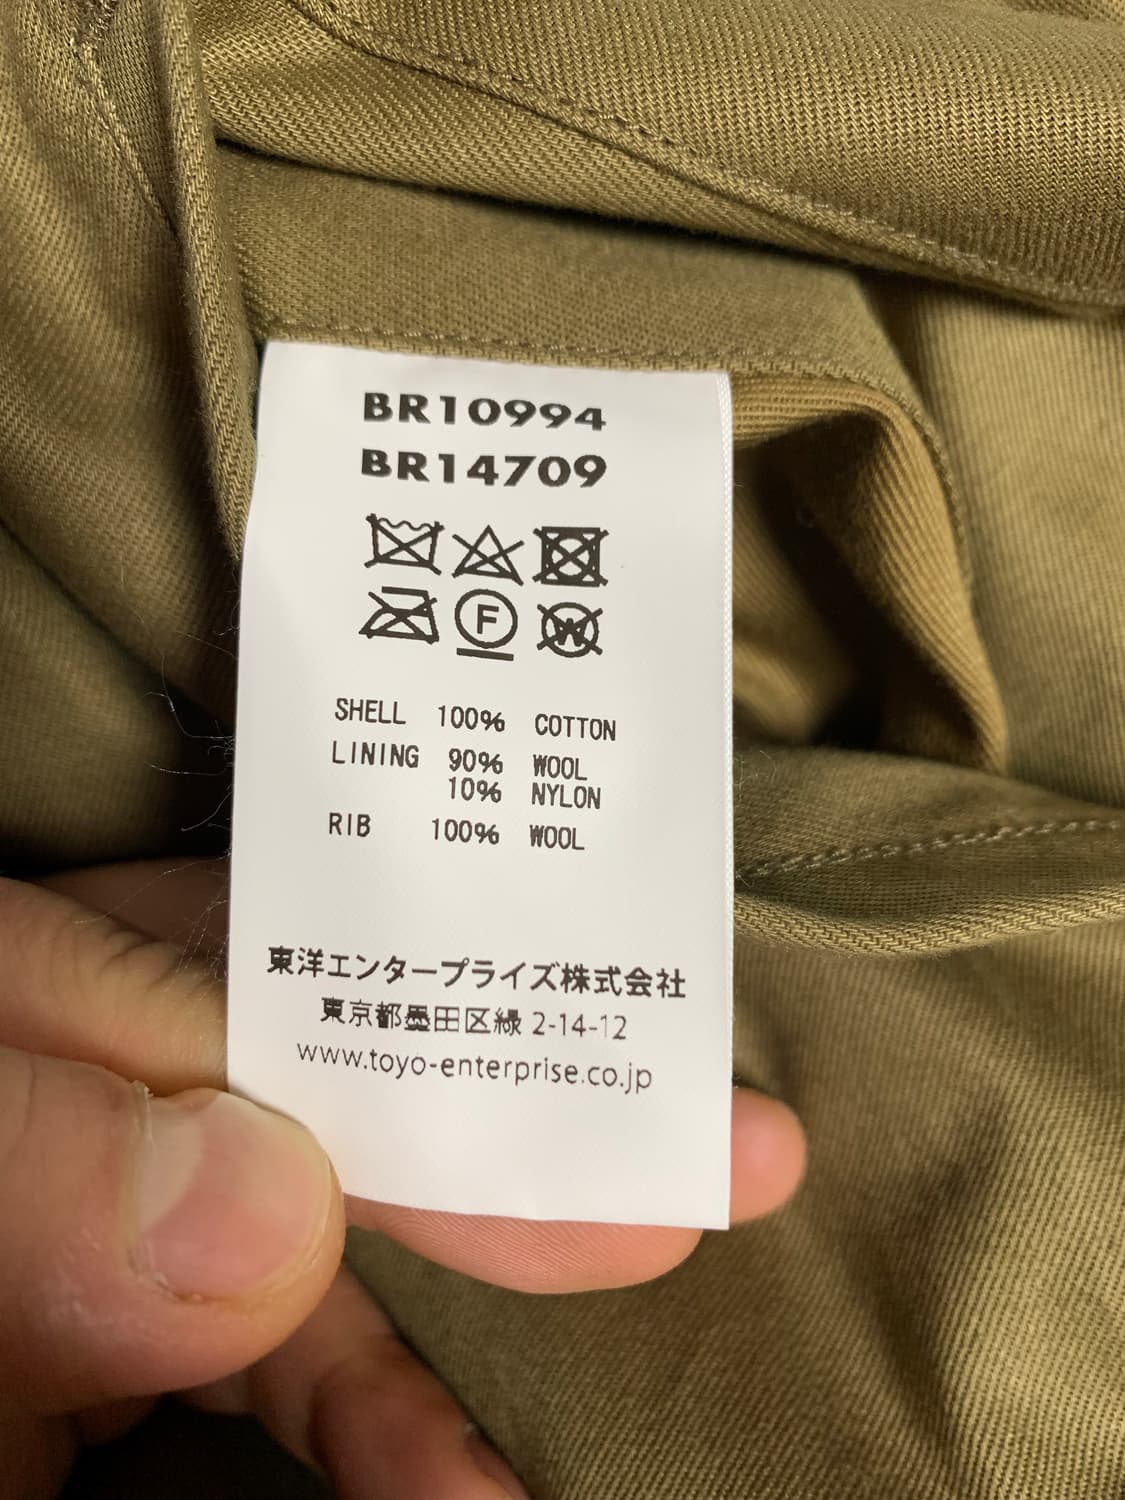 BR10994
BR14709
F
W
SHELL 100% COTTON
LINING 90% WOOL
10% NYLON
RIB 100% WOOL
東洋エンタープライズ株式会社
東京都墨田区緑 2-14-12
www.toyo-enterprise.co.jp